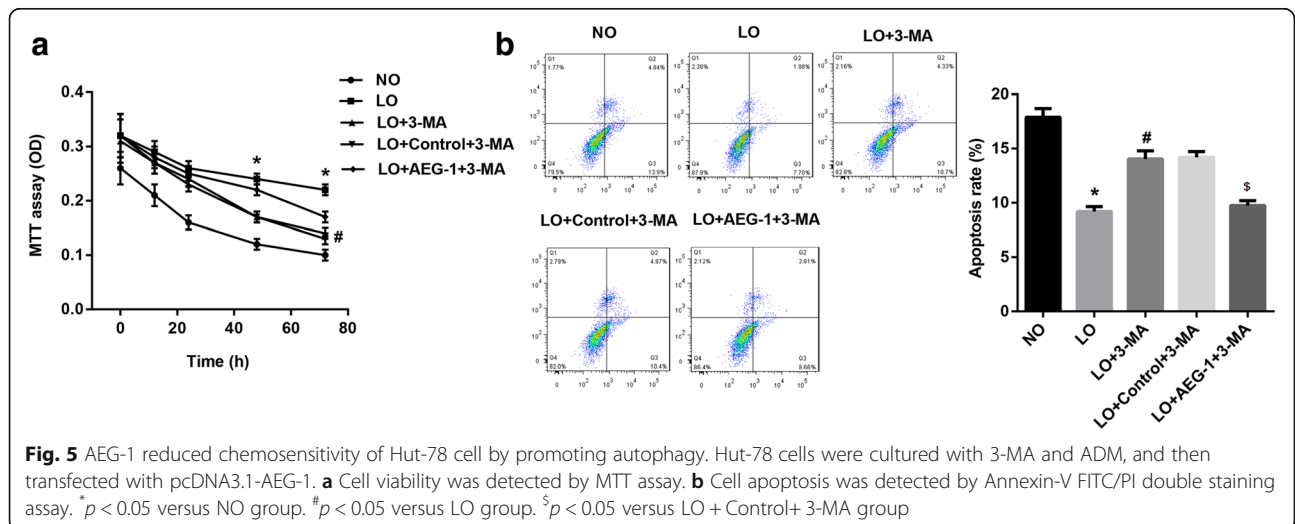 a
MTT assay (OD)
0.4
0.3
0.2
0.1
0.0
0 20 40 60 80
Time (h)
* *
#
NO
LO
LO+3-MA
LO+Control+3-MA
LO+AEG-1+3-MA
b
NO LO LO+3-MA
Q1 1.77% Q2 4.84%
Q4 79.5% Q3 13.9%
Q1 2.38% Q2 1.98%
Q4 87.9% Q3 7.70%
Q1 2.16% Q2 4.33%
Q4 82.8% Q3 10.7%
LO+Control+3-MA LO+AEG-1+3-MA
Q1 2.79% Q2 4.87%
Q4 82.0% Q3 10.4%
Q1 2.12% Q2 2.81%
Q4 86.4% Q3 8.66%
Apoptosis rate (%)
20
15
10
5
0
* # $
NO LO LO+3-MA LO+Control+3-MA LO+AEG-1+3-MA
Fig. 5 AEG-1 reduced chemosensitivity of Hut-78 cell by promoting autophagy. Hut-78 cells were cultured with 3-MA and ADM, and then
transfected with pcDNA3.1-AEG-1. a Cell viability was detected by MTT assay. b Cell apoptosis was detected by Annexin-V FITC/PI double staining
assay. *p < 0.05 versus NO group. #p < 0.05 versus LO group. $p < 0.05 versus LO + Control+ 3-MA group